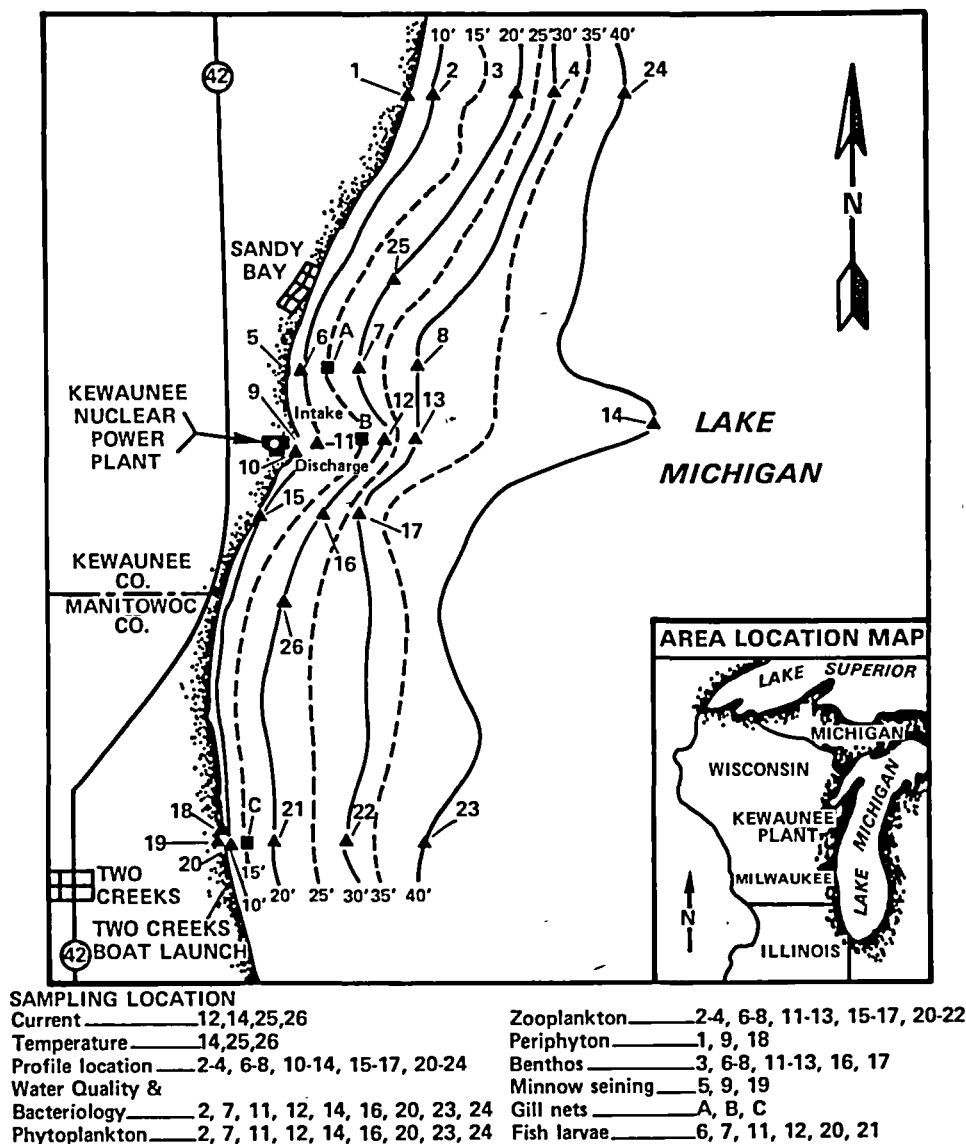 10' 15' 20' 25' 30' 35' 40'
42
1 2 3 4 24
N
SANDY
BAY
25
5 6 A 7 8
9 12 13
KEWAUNEE
NUCLEAR
POWER
PLANT
Intake
B
11
14
LAKE
MICHIGAN
10
Discharge
15
16
17
KEWAUNEE
CO.
MANITOWOC
CO.
26
18 C 21 22 23
19
20
15'
10' 20' 25' 30' 35' 40'
TWO
CREEKS
TWO CREEKS
BOAT LAUNCH
42
AREA LOCATION MAP
LAKE SUPERIOR
MICHIGAN
WISCONSIN
KEWAUNEE
PLANT
LAKE MICHIGAN
MILWAUKEE
N
ILLINOIS
SAMPLING LOCATION
Current 12,14,25,26
Temperature 14,25,26
Profile location 2-4, 6-8, 10-14, 15-17, 20-24
Water Quality &
Bacteriology 2, 7, 11, 12, 14, 16, 20, 23, 24
Phytoplankton 2, 7, 11, 12, 14, 16, 20, 23, 24
Zooplankton 2-4, 6-8, 11-13, 15-17, 20-22
Periphyton 1, 9, 18
Benthos 3, 6-8, 11-13, 16, 17
Minnow seining 5, 9, 19
Gill nets A, B, C
Fish larvae 6, 7, 11, 12, 20, 21